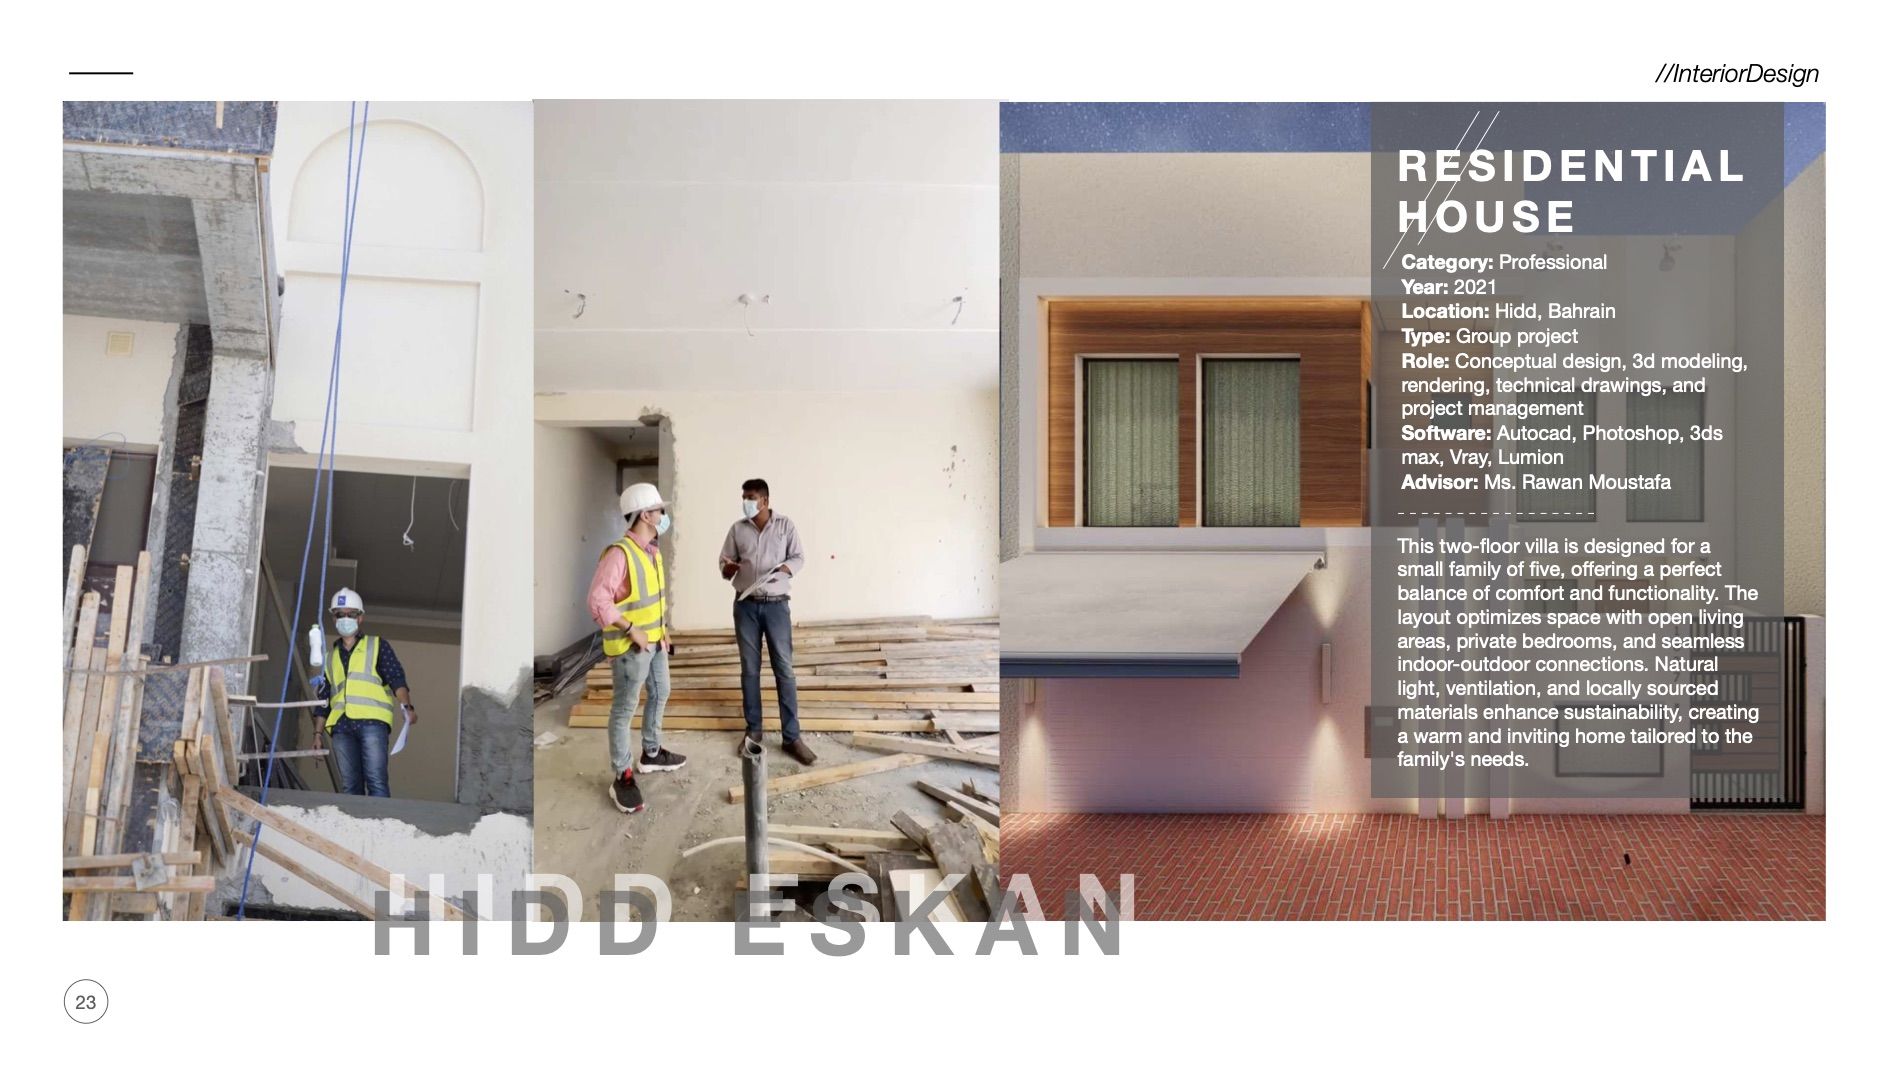 //InteriorDesign
RESIDENTIAL
HOUSE
Category: Professional
Year: 2021
Location: Hidd, Bahrain
Type: Group project
Role: Conceptual design, 3d modeling,
rendering, technical drawings, and
project management
Software: Autocad, Photoshop, 3ds
max, Vray, Lumion
Advisor: Ms. Rawan Moustafa
This two-floor villa is designed for a
small family of five, offering a perfect
balance of comfort and functionality. The
layout optimizes space with open living
areas, private bedrooms, and seamless
indoor-outdoor connections. Natural
light, ventilation, and locally sourced
materials enhance sustainability, creating
a warm and inviting home tailored to the
family's needs.
HIDD ESKAN
HIDD ESKAN
23